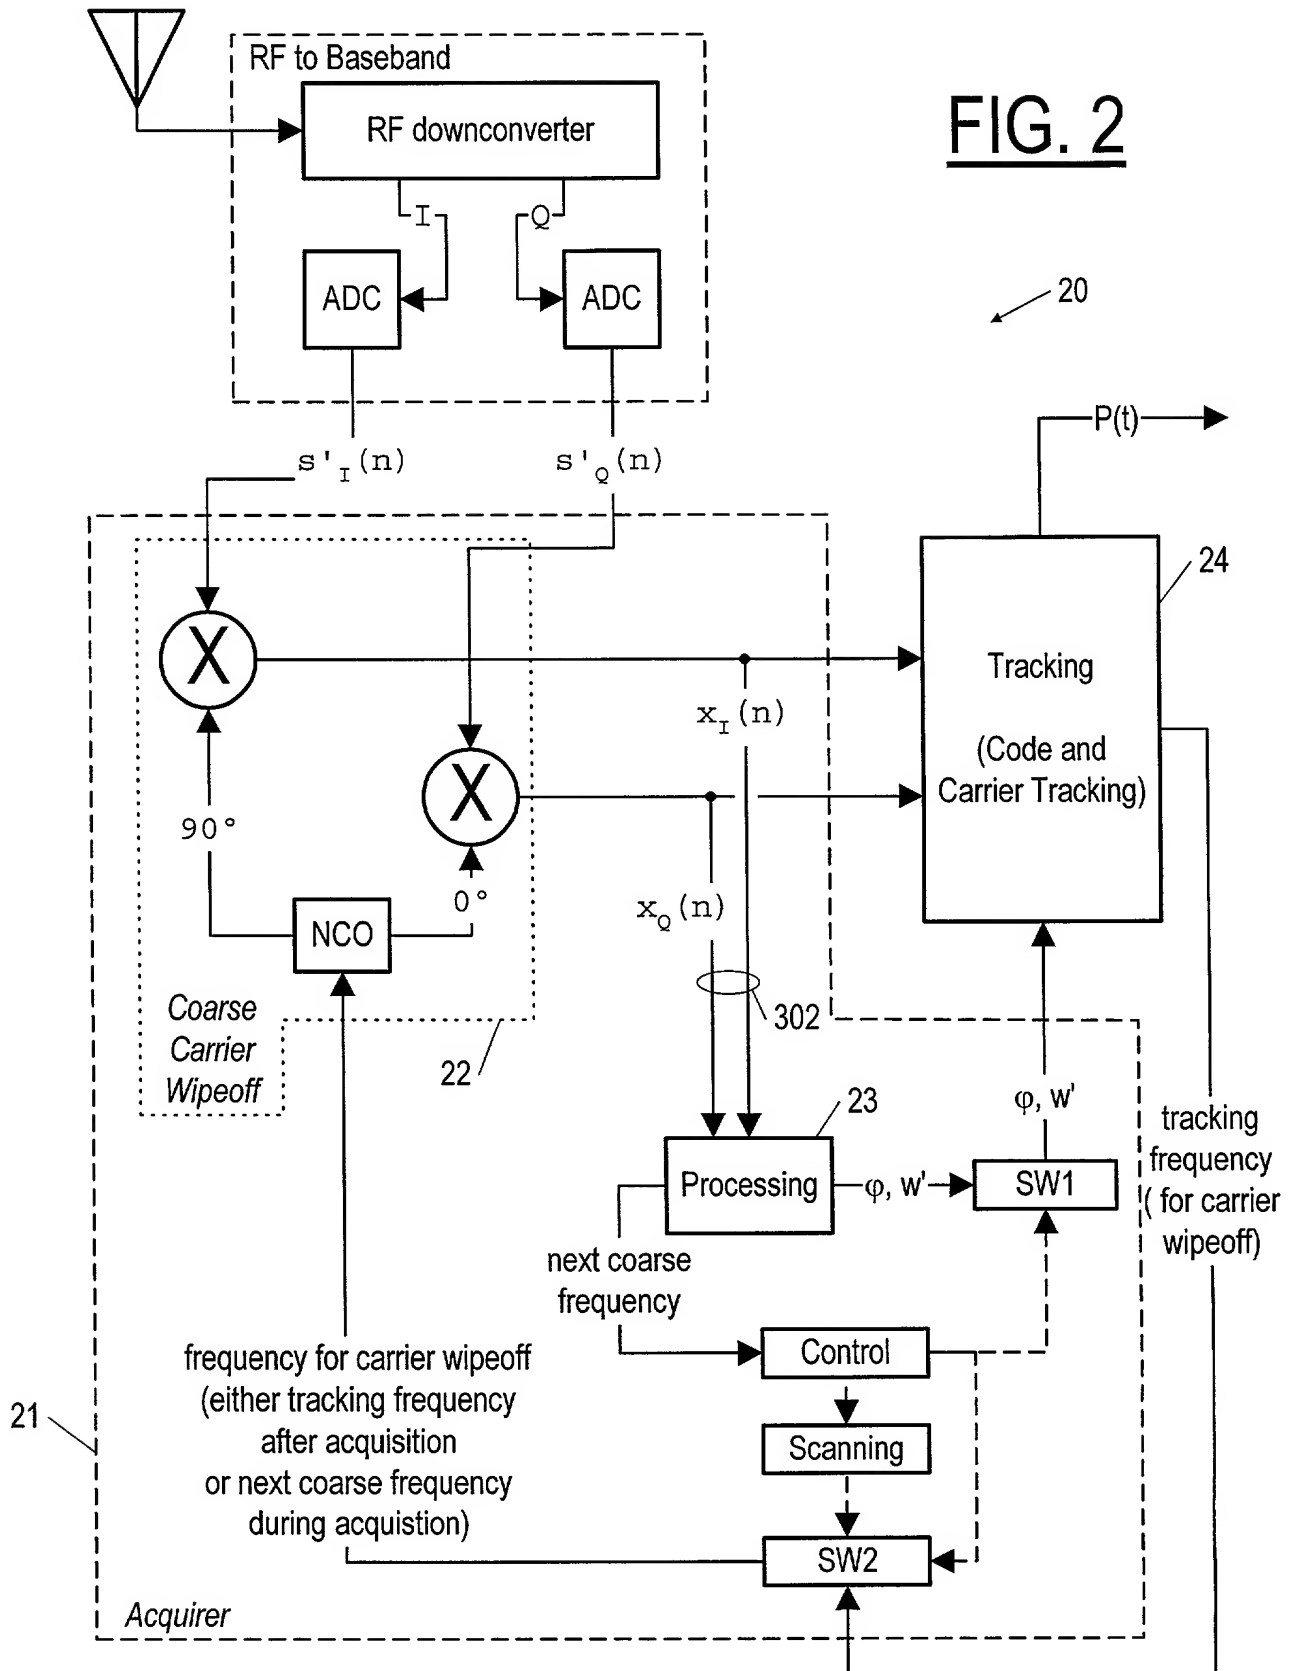 RF to Baseband
RF downconverter
FIG. 2
I
Q
ADC
ADC
20
P(t)
s'I(n)
s'Q(n)
24
X
Tracking
(Code and
Carrier Tracking)
xI(n)
X
90°
0°
xQ(n)
NCO
Coarse
Carrier
Wipeoff
302
22
23
φ, w'
tracking
frequency
( for carrier
wipeoff)
Processing
φ, w'
SW1
next coarse
frequency
Control
frequency for carrier wipeoff
(either tracking frequency
after acquisition
or next coarse frequency
during acquistion)
21
Scanning
SW2
Acquirer